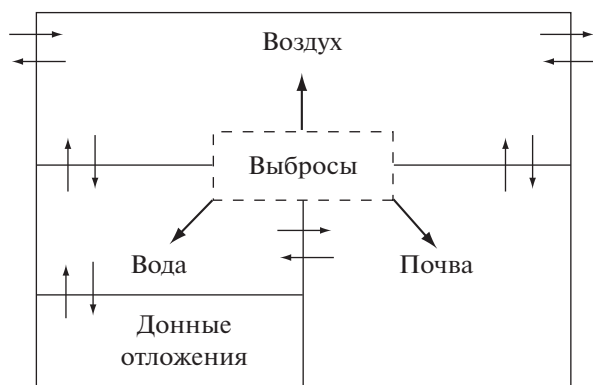 Воздух
Выбросы
Вода
Почва
Донные
отложения